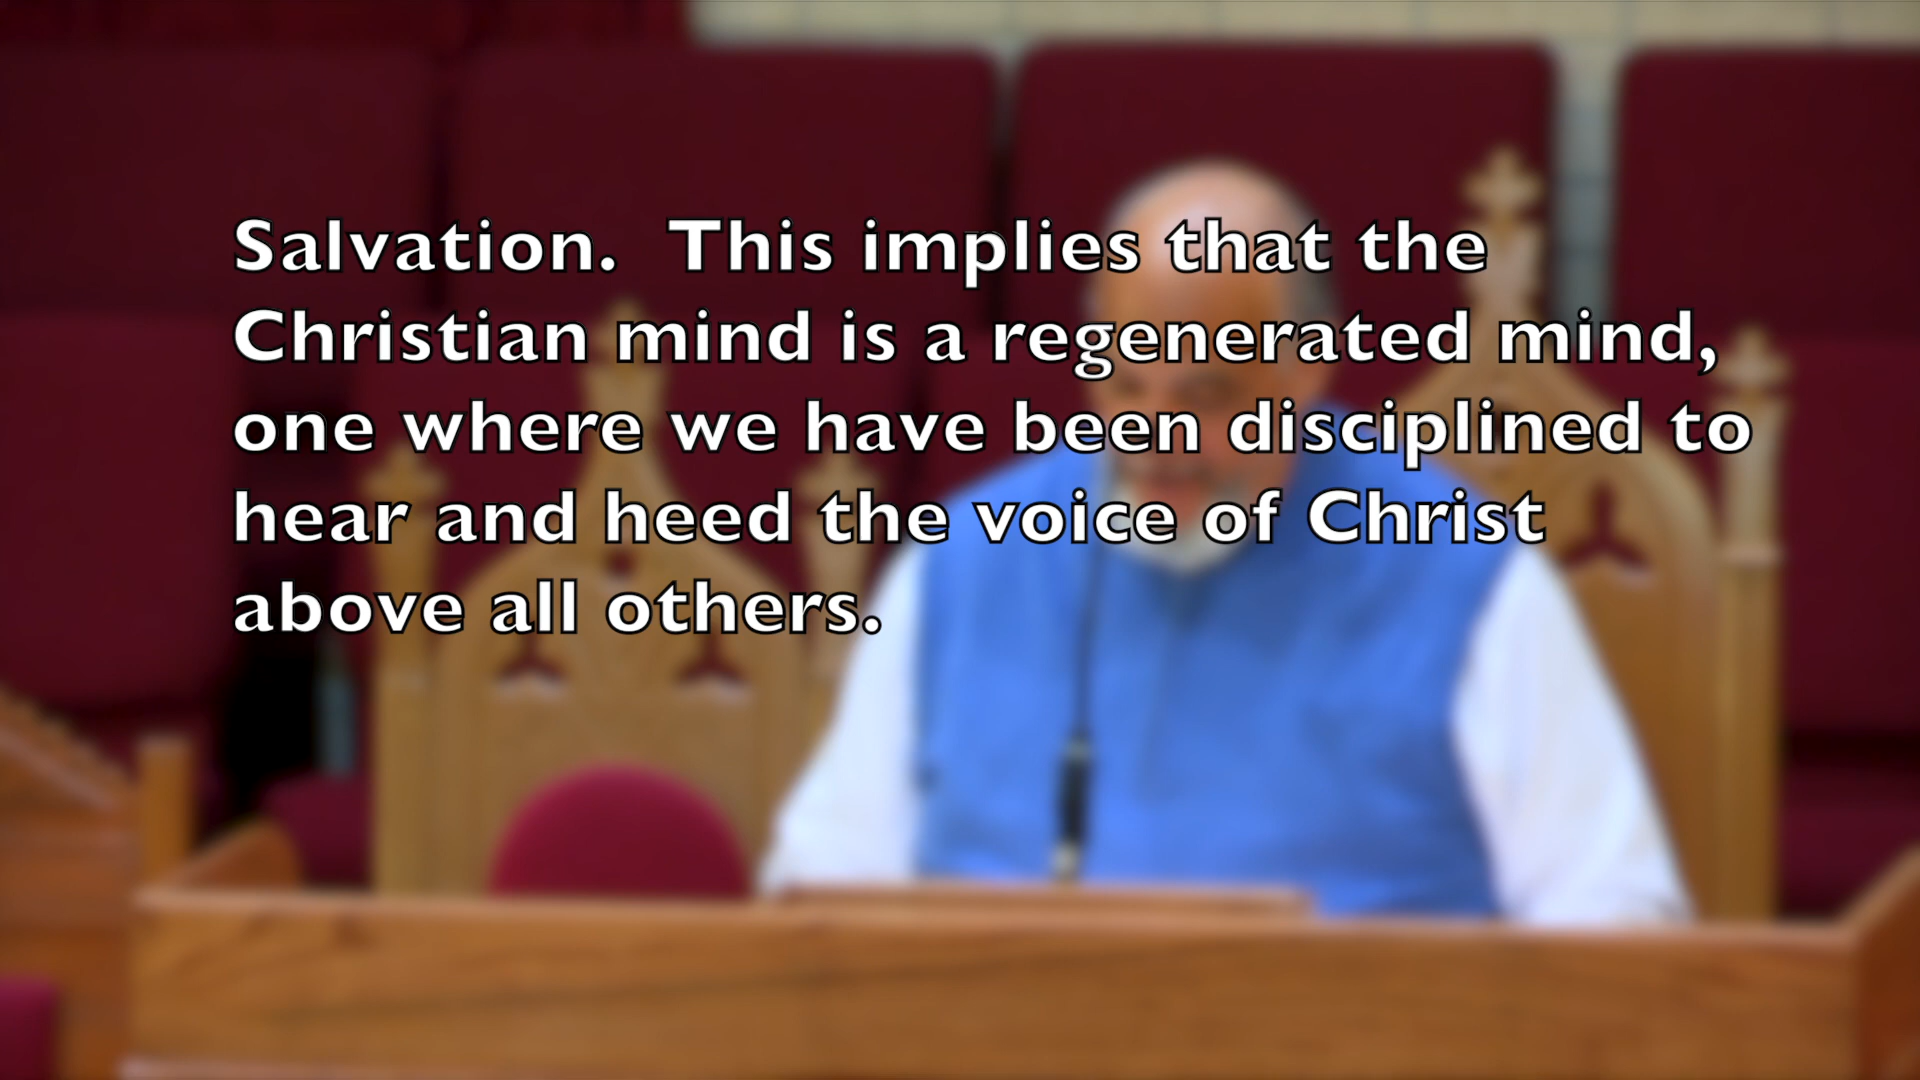 Salvation.  This implies that the
Christian mind is a regenerated mind,
one where we have been disciplined to
hear and heed the voice of Christ
above all others.